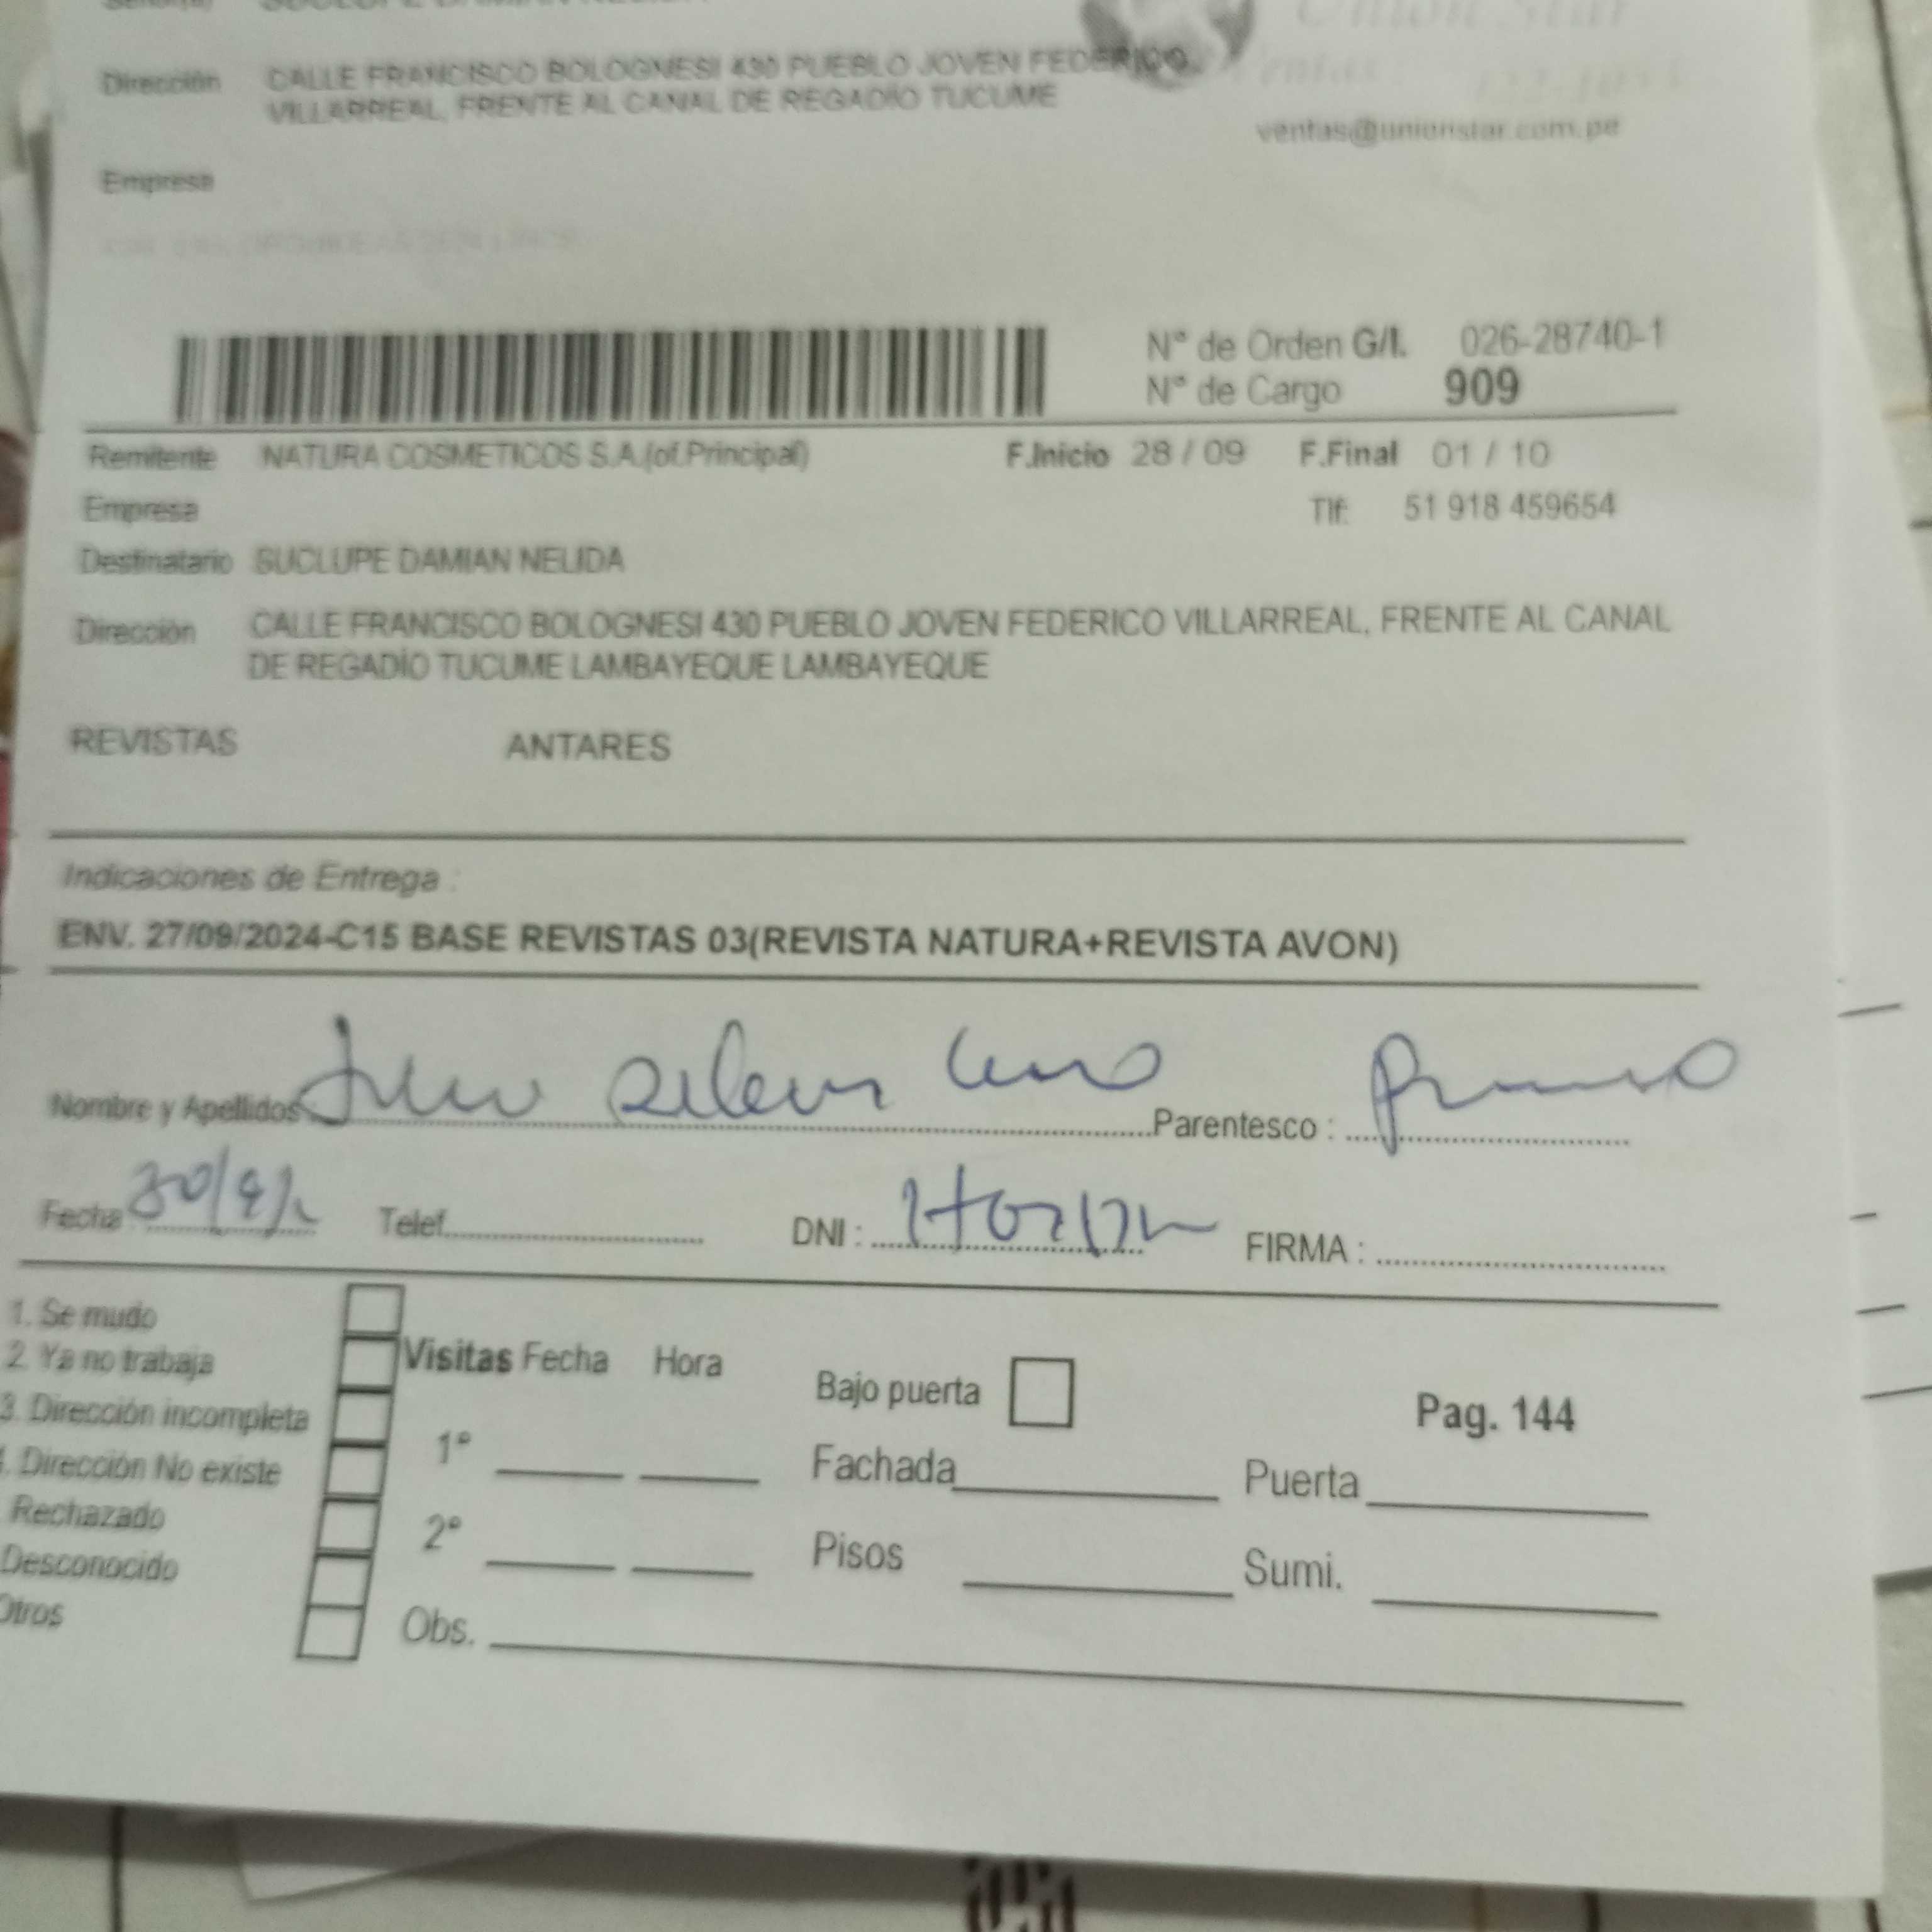 Dirección CALLE FRANCISCO BOLOGNESI 430 PUEBLO JOVEN FEDERICO
VILLARREAL, FRENTE AL CANAL DE REGADÍO TUCUME
Union Star
ventas@unionstar.com.pe
Empresa
N° de Orden G/I. 026-28740-1
N° de Cargo 909
Remitente NATURA COSMETICOS S.A.(of.Principal) F.Inicio 28 / 09 F.Final 01 / 10
Empresa Tlf: 51 918 459654
Destinatario SUCLUPE DAMIAN NELIDA
Dirección CALLE FRANCISCO BOLOGNESI 430 PUEBLO JOVEN FEDERICO VILLARREAL, FRENTE AL CANAL
DE REGADÍO TUCUME LAMBAYEQUE LAMBAYEQUE
REVISTAS ANTARES
Indicaciones de Entrega :
ENV. 27/09/2024-C15 BASE REVISTAS 03(REVISTA NATURA+REVISTA AVON)
Nombre y Apellidos Parentesco :
Fecha 30/9/ Telef. DNI : FIRMA :
1. Se mudo
2. Ya no trabaja
3. Dirección incompleta
. Dirección No existe
Rechazado
Desconocido
Otros
Visitas Fecha Hora
1°
2°
Obs.
Bajo puerta
Pag. 144
Fachada Puerta
Pisos Sumi.